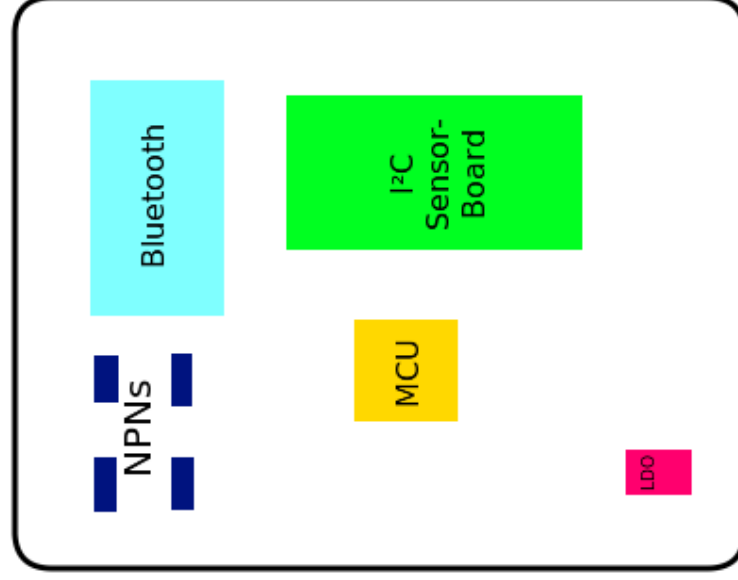 Bluetooth
I²C
Sensor-
Board
NPNs
MCU
LDO